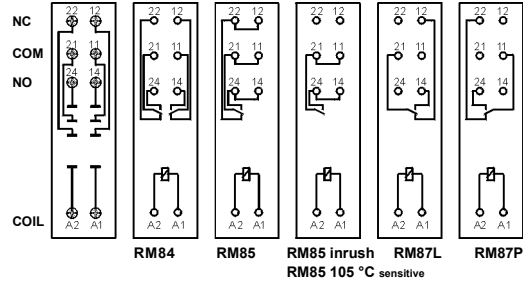 NC 22 12 22 12 22 12 22 12 22 12 22 12
COM 21 11 21 11 21 11 21 11 21 11 21 11
NO 24 14 24 14 24 14 24 14 24 14 24 14
COIL A2 A1 A2 A1 A2 A1 A2 A1 A2 A1 A2 A1
RM84 RM85 RM85 inrush RM87L RM87P
RM85 105 °C sensitive